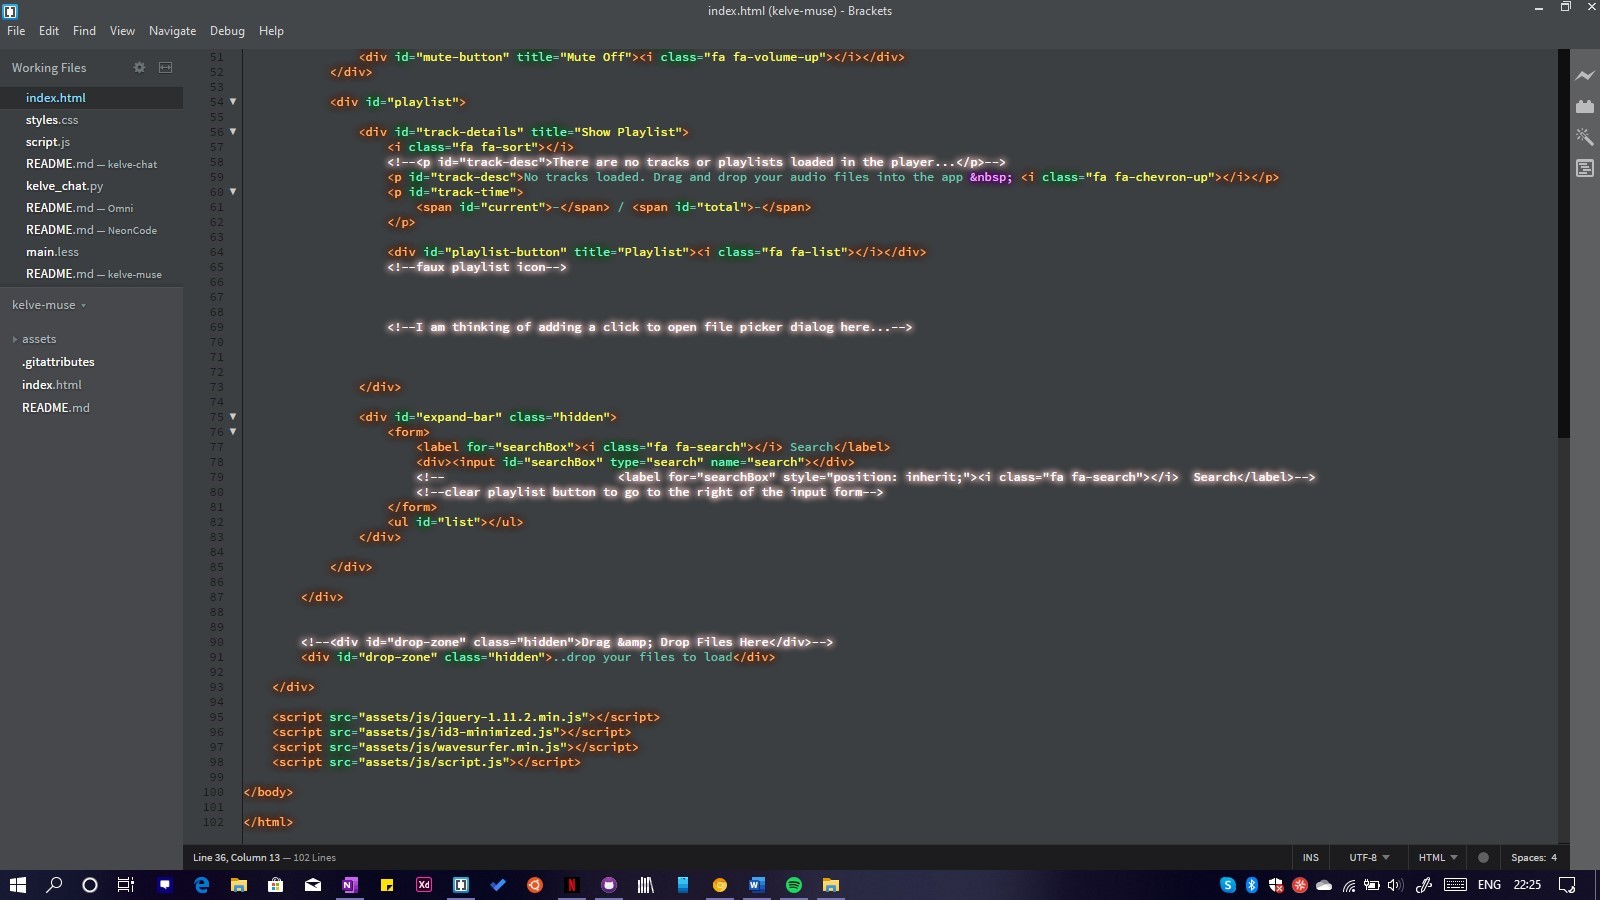 index.html (kelve-muse) - Brackets
File Edit Find View Navigate Debug Help
Working Files
index.html
styles.css
script.js
README.md — kelve-chat
kelve_chat.py
README.md — Omni
README.md — NeonCode
main.less
README.md — kelve-muse
kelve-muse
assets
.gitattributes
index.html
README.md
51 <div id="mute-button" title="Mute Off"><i class="fa fa-volume-up"></i></div>
52 </div>
53
54 <div id="playlist">
55
56 <div id="track-details" title="Show Playlist">
57 <i class="fa fa-sort"></i>
58 <!--<p id="track-desc">There are no tracks or playlists loaded in the player...</p>-->
59 <p id="track-desc">No tracks loaded. Drag and drop your audio files into the app &nbsp; <i class="fa fa-chevron-up"></i></p>
60 <p id="track-time">
61 <span id="current">-</span> / <span id="total">-</span>
62 </p>
63
64 <div id="playlist-button" title="Playlist"><i class="fa fa-list"></i></div>
65 <!--faux playlist icon-->
66
67
68
69 <!--I am thinking of adding a click to open file picker dialog here...-->
70
71
72
73 </div>
74
75 <div id="expand-bar" class="hidden">
76 <form>
77 <label for="searchBox"><i class="fa fa-search"></i> Search</label>
78 <div><input id="searchBox" type="search" name="search"></div>
79 <!-- <label for="searchBox" style="position: inherit;"><i class="fa fa-search"></i> Search</label>-->
80 <!--clear playlist button to go to the right of the input form-->
81 </form>
82 <ul id="list"></ul>
83 </div>
84
85 </div>
86
87 </div>
88
89
90 <!--<div id="drop-zone" class="hidden">Drag &amp; Drop Files Here</div>-->
91 <div id="drop-zone" class="hidden">..drop your files to load</div>
92
93 </div>
94
95 <script src="assets/js/jquery-1.11.2.min.js"></script>
96 <script src="assets/js/id3-minimized.js"></script>
97 <script src="assets/js/wavesurfer.min.js"></script>
98 <script src="assets/js/script.js"></script>
99
100 </body>
101
102 </html>
Line 36, Column 13 — 102 Lines
INS UTF-8 HTML Spaces: 4
ENG 22:25